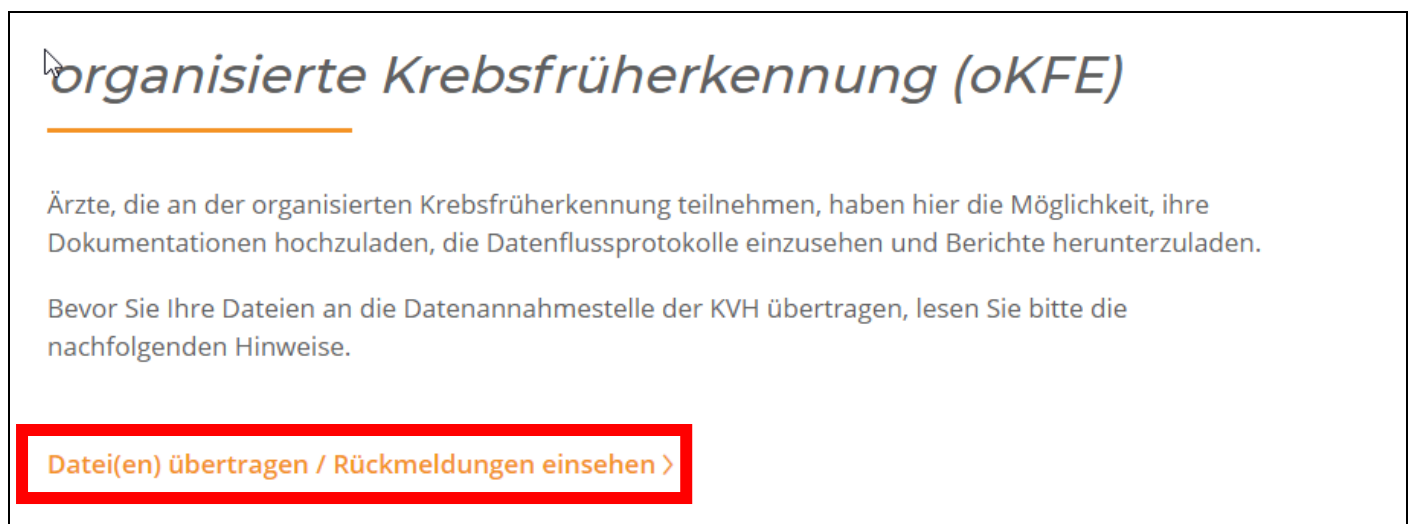 organisierte Krebsfrüherkennung (oKFE)
Ärzte, die an der organisierten Krebsfrüherkennung teilnehmen, haben hier die Möglichkeit, ihre
Dokumentationen hochzuladen, die Datenflussprotokolle einzusehen und Berichte herunterzuladen.
Bevor Sie Ihre Dateien an die Datenannahmestelle der KVH übertragen, lesen Sie bitte die
nachfolgenden Hinweise.
Datei(en) übertragen / Rückmeldungen einsehen >